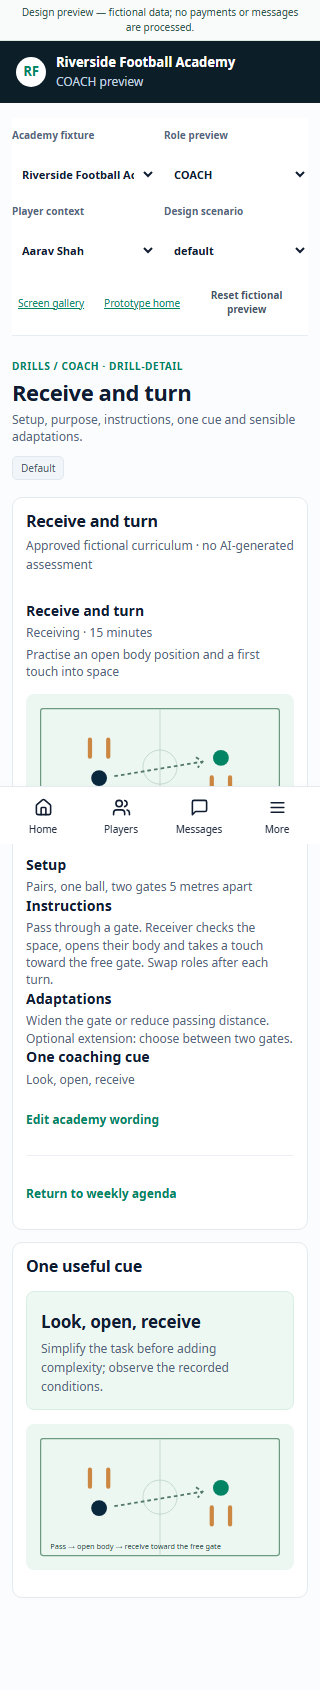 Design preview — fictional data; no payments or messages
are processed.
RF
Riverside Football Academy
COACH preview
Academy fixture
Role preview
Riverside Football Ac
COACH
Player context
Design scenario
Aarav Shah
default
Screen gallery
Prototype home
Reset fictional
preview
DRILLS / COACH · DRILL-DETAIL
Receive and turn
Setup, purpose, instructions, one cue and sensible
adaptations.
Default
Receive and turn
Approved fictional curriculum · no AI-generated
assessment
Receive and turn
Receiving · 15 minutes
Practise an open body position and a first
touch into space
Home
Players
Messages
More
Setup
Pairs, one ball, two gates 5 metres apart
Instructions
Pass through a gate. Receiver checks the
space, opens their body and takes a touch
toward the free gate. Swap roles after each
turn.
Adaptations
Widen the gate or reduce passing distance.
Optional extension: choose between two gates.
One coaching cue
Look, open, receive
Edit academy wording
Return to weekly agenda
One useful cue
Look, open, receive
Simplify the task before adding
complexity; observe the recorded
conditions.
Pass → open body → receive toward the free gate